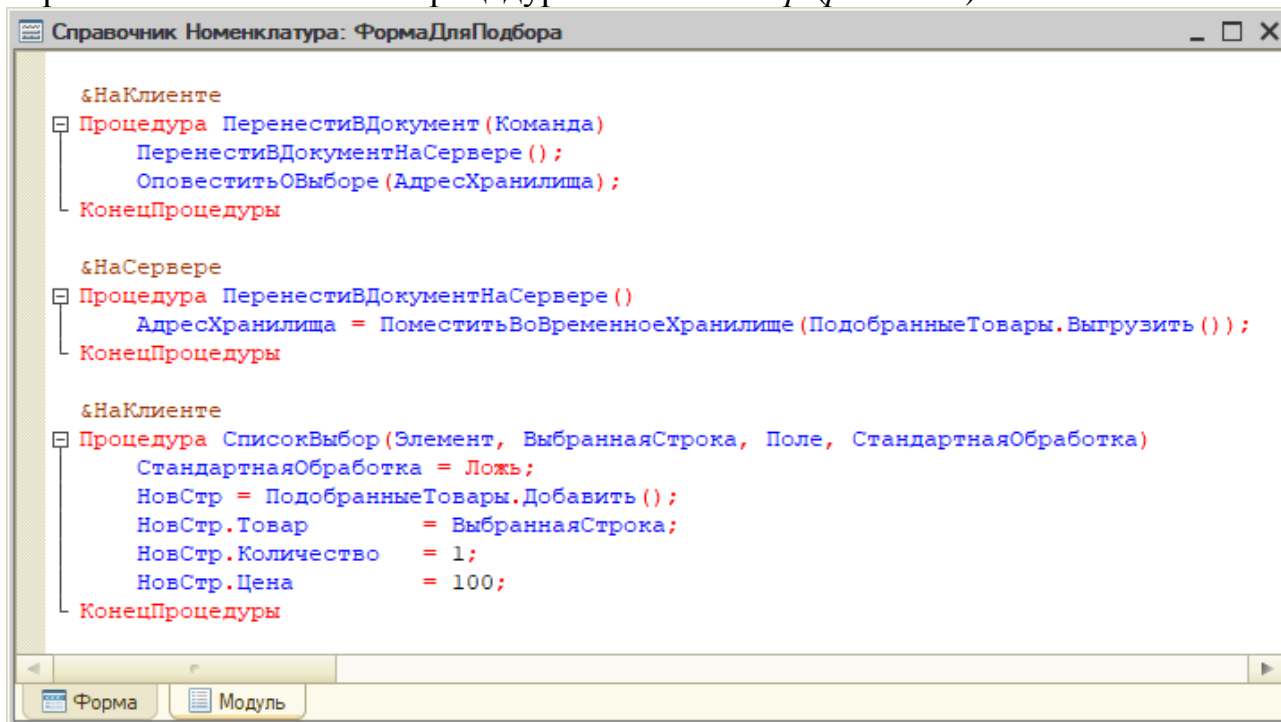 Справочник Номенклатура: ФормаДляПодбора
&НаКлиенте
Процедура ПеренестиВДокумент(Команда)
ПеренестиВДокументНаСервере();
ОповеститьОВыборе(АдресХранилища);
КонецПроцедуры
&НаСервере
Процедура ПеренестиВДокументНаСервере()
АдресХранилища = ПоместитьВоВременноеХранилище(ПодобранныеТовары.Выгрузить());
КонецПроцедуры
&НаКлиенте
Процедура СписокВыбор(Элемент, ВыбраннаяСтрока, Поле, СтандартнаяОбработка)
СтандартнаяОбработка = Ложь;
НовСтр = ПодобранныеТовары.Добавить();
НовСтр.Товар = ВыбраннаяСтрока;
НовСтр.Количество = 1;
НовСтр.Цена = 100;
КонецПроцедуры
Форма Модуль